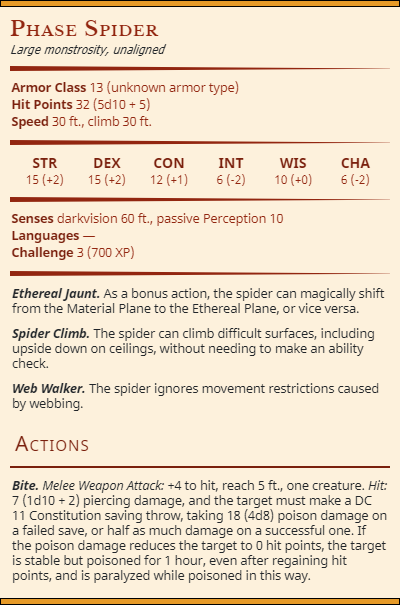 Phase Spider
Large monstrosity, unaligned
Armor Class 13 (unknown armor type)
Hit Points 32 (5d10 + 5)
Speed 30 ft., climb 30 ft.
STR DEX CON INT WIS CHA
15 (+2) 15 (+2) 12 (+1) 6 (-2) 10 (+0) 6 (-2)
Senses darkvision 60 ft., passive Perception 10
Languages —
Challenge 3 (700 XP)
Ethereal Jaunt. As a bonus action, the spider can magically shift
from the Material Plane to the Ethereal Plane, or vice versa.
Spider Climb. The spider can climb difficult surfaces, including
upside down on ceilings, without needing to make an ability
check.
Web Walker. The spider ignores movement restrictions caused
by webbing.
Actions
Bite. Melee Weapon Attack: +4 to hit, reach 5 ft., one creature. Hit:
7 (1d10 + 2) piercing damage, and the target must make a DC
11 Constitution saving throw, taking 18 (4d8) poison damage on
a failed save, or half as much damage on a successful one. If
the poison damage reduces the target to 0 hit points, the target
is stable but poisoned for 1 hour, even after regaining hit
points, and is paralyzed while poisoned in this way.